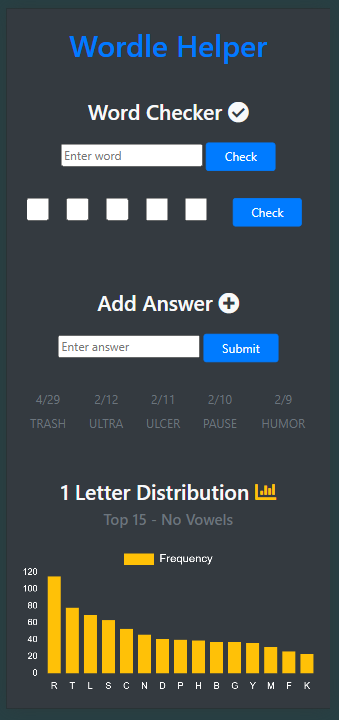 Wordle Helper
Word Checker
Enter word Check
Check
Add Answer
Enter answer Submit
4/29 2/12 2/11 2/10 2/9
TRASH ULTRA ULCER PAUSE HUMOR
1 Letter Distribution
Top 15 - No Vowels
Frequency
120
100
80
60
40
20
0
R T L S C N D P H B G Y M F K